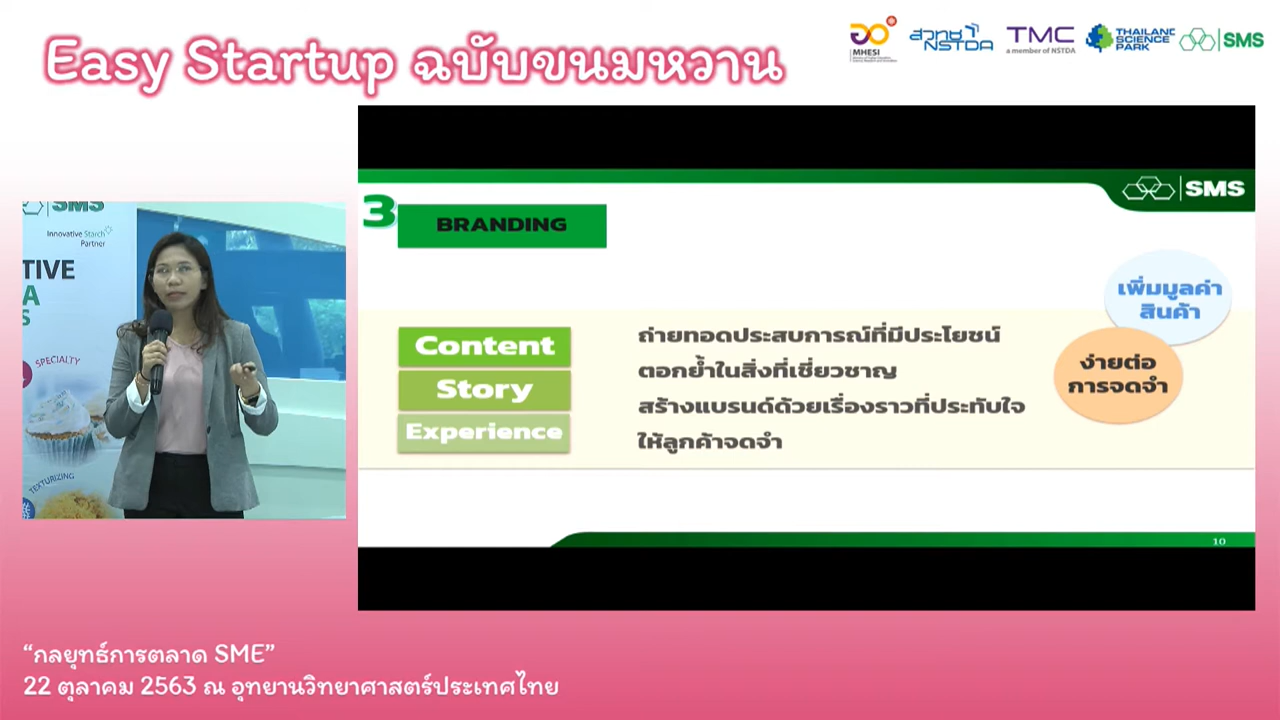 Easy Startup ฉบับขนมหวาน
MHESI
สวทช
NSTDA
TMC
a member of NSTDA
THAILAND
SCIENCE
PARK
SMS
SMS
3
BRANDING
เพิ่มมูลค่า
สินค้า
Content
Story
Experience
ถ่ายทอดประสบการณ์ที่มีประโยชน์
ตอกย้ำในสิ่งที่เชี่ยวชาญ
สร้างแบรนด์ด้วยเรื่องราวที่ประทับใจ
ให้ลูกค้าจดจำ
ง่ายต่อ
การจดจำ
10
SMS
Innovative Starch
Partner
TIVE
A
S
SPECIALTY
TEXTURIZING
“กลยุทธ์การตลาด SME”
22 ตุลาคม 2563 ณ อุทยานวิทยาศาสตร์ประเทศไทย